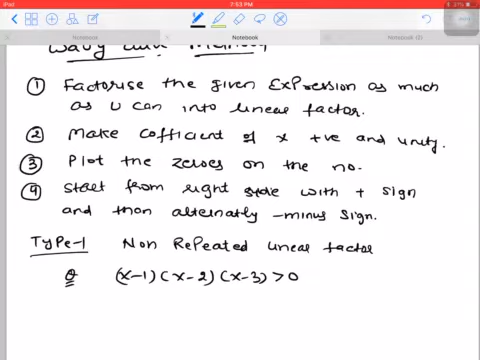 iPad 7:53 PM 21%
Notebook Notebook Notebook (2)
Wavy Curve Method
① Factorise the given Expression as much
as U can into linear factor.
② Make cofficient of x +ve and unity.
③ Plot the zeroes on the no.
④ Start from right side with + sign
and then alternatly -minus sign.
TYPe-1 Non Repeated linear factor
Q (x-1)(x-2)(x-3)>0